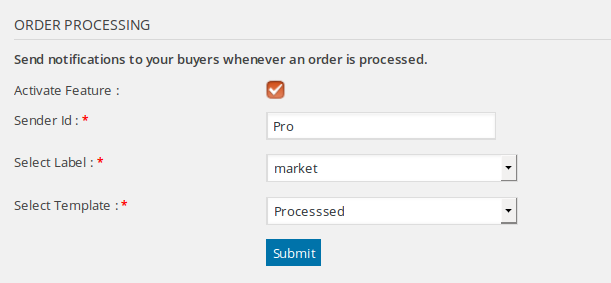 ORDER PROCESSING
Send notifications to your buyers whenever an order is processed.
Activate Feature :
Sender Id : * Pro
Select Label : * market
Select Template : * Processsed
Submit